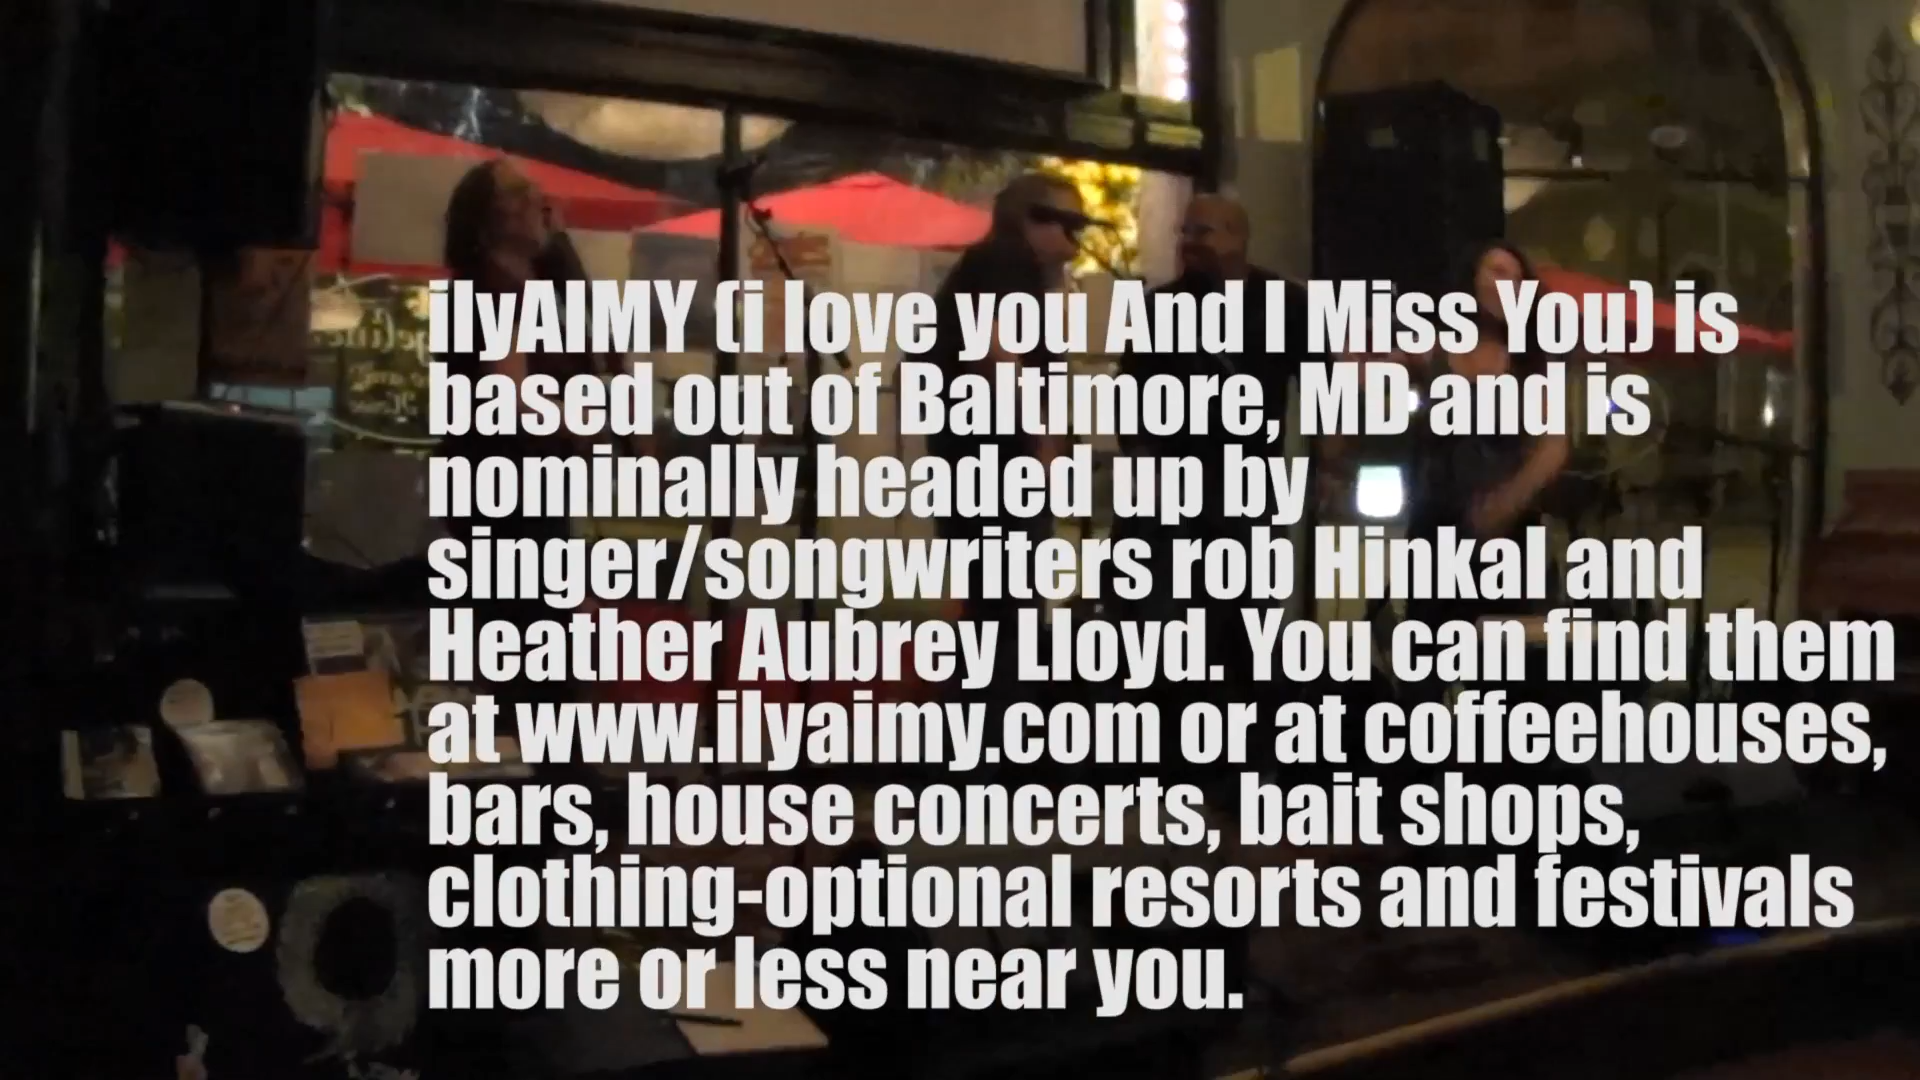 ilyAIMY (i love you And I Miss You) is
based out of Baltimore, MD and is
nominally headed up by
singer/songwriters rob Hinkal and
Heather Aubrey Lloyd. You can find them
at www.ilyaimy.com or at coffeehouses,
bars, house concerts, bait shops,
clothing-optional resorts and festivals
more or less near you.